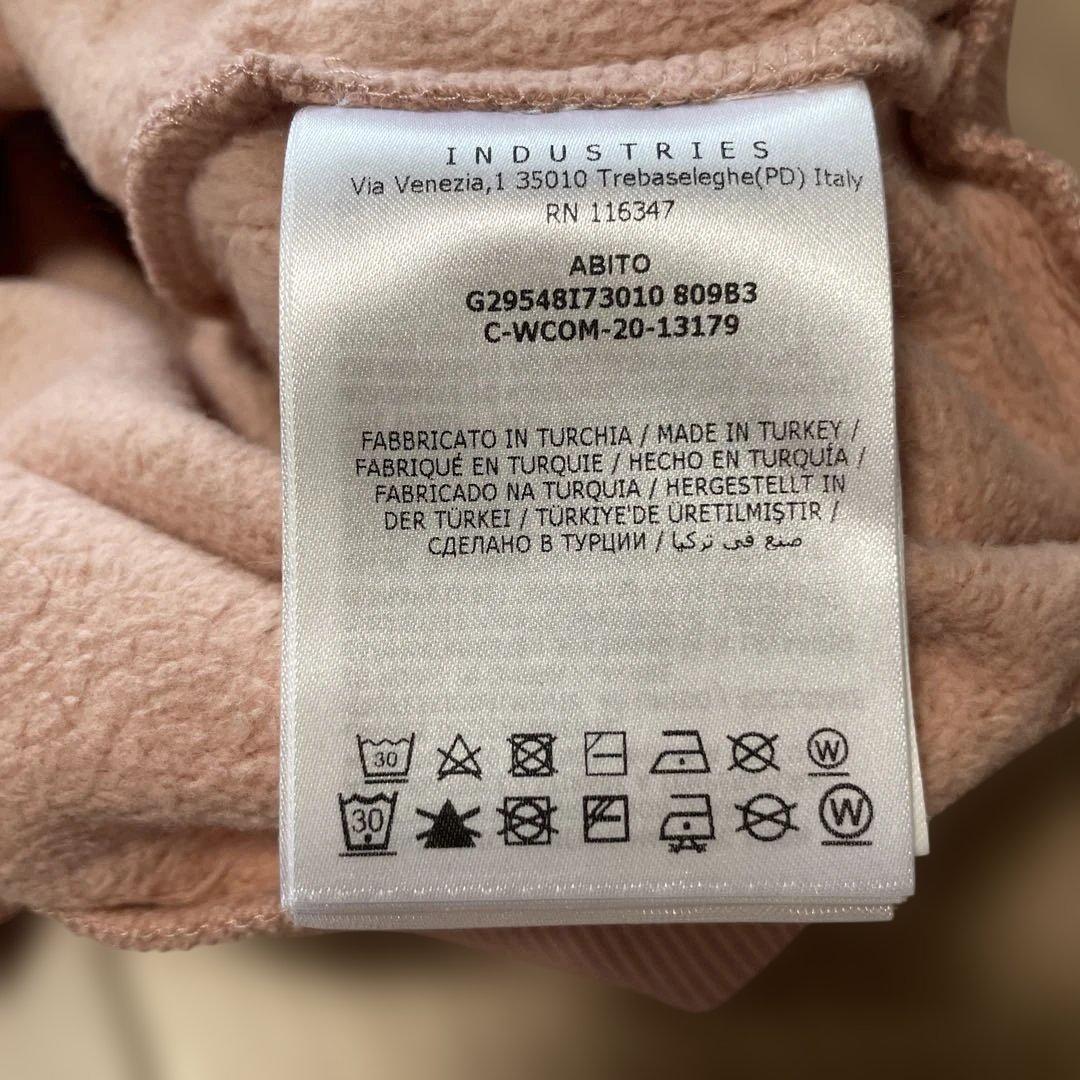 INDUSTRIES
Via Venezia,1 35010 Trebaseleghe(PD) Italy
RN 116347
ABITO
G29548I73010 809B3
C-WCOM-20-13179
FABBRICATO IN TURCHIA / MADE IN TURKEY /
FABRIQUÉ EN TURQUIE / HECHO EN TURQUÍA /
FABRICADO NA TURQUIA / HERGESTELLT IN
DER TÜRKEI / TÜRKIYE'DE ÜRETILMIŞTIR /
СДЕЛАНО В ТУРЦИИ / صنع في تركيا
30 W
30 W